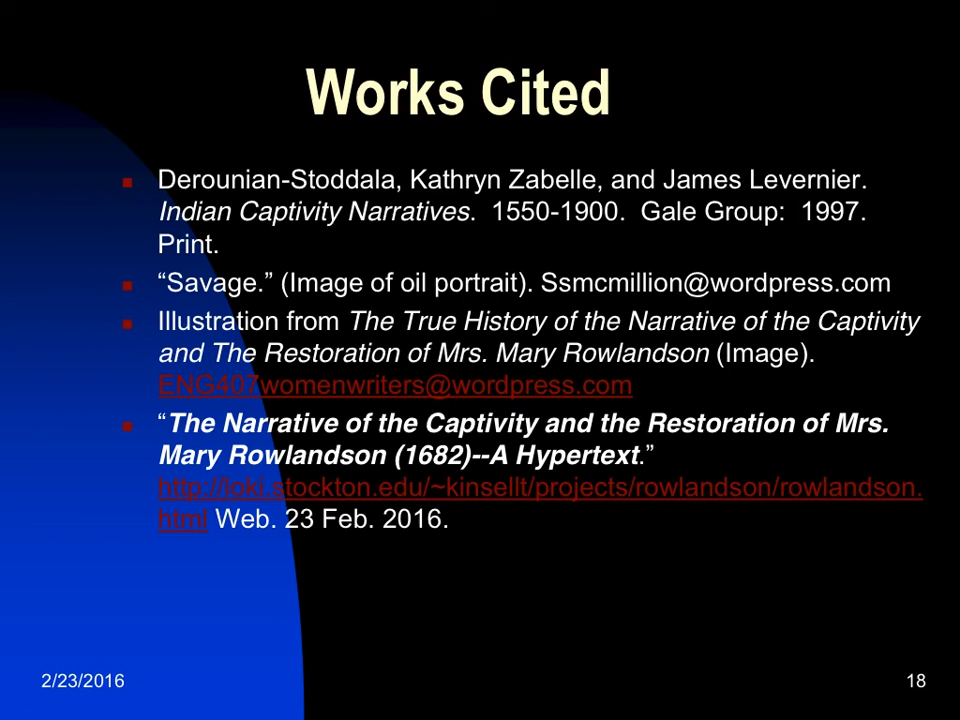 Works Cited
Derounian-Stoddala, Kathryn Zabelle, and James Levernier.
Indian Captivity Narratives.  1550-1900.  Gale Group:  1997.
Print.
“Savage.” (Image of oil portrait). Ssmcmillion@wordpress.com
Illustration from The True History of the Narrative of the Captivity
and The Restoration of Mrs. Mary Rowlandson (Image).
ENG407womenwriters@wordpress.com
“The Narrative of the Captivity and the Restoration of Mrs.
Mary Rowlandson (1682)--A Hypertext.”
http://loki.stockton.edu/~kinsellt/projects/rowlandson/rowlandson.
html Web. 23 Feb. 2016.
2/23/2016
18